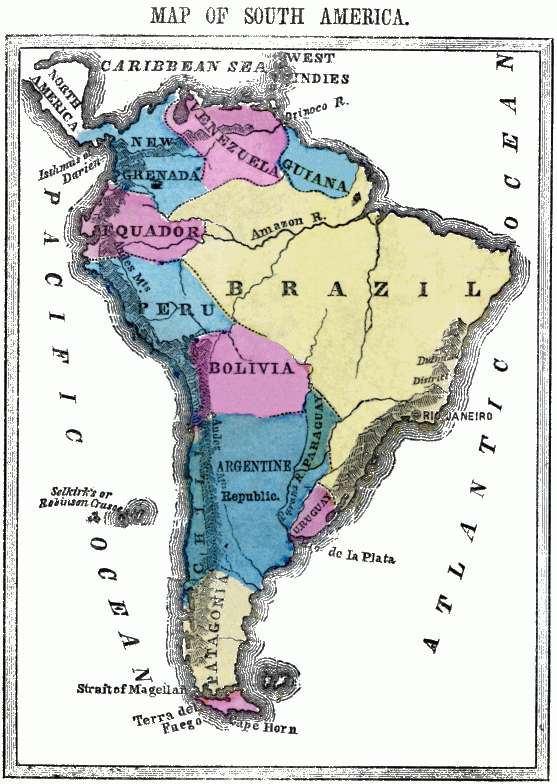 MAP OF SOUTH AMERICA.
CARIBBEAN SEA
WEST
INDIES
NORTH
AMERICA
Orinoco R.
VENEZUELA
NEW
GRENADA
GUIANA
Isthmus of
Darien
EQUADOR
Amazon R.
Andes Mts
PERU
BRAZIL
BOLIVIA
Diamond
District
RIO JANEIRO
PARAGUAY
Andes
ARGENTINE
Republic.
CHILI
Parana R.
URUGUAY
de la Plata
Selkirk's or
Robinson Crusoe
PATAGONIA
Strait of Magellan
Terra del
Fuego
Cape Horn
PACIFIC
OCEAN
ATLANTIC
OCEAN